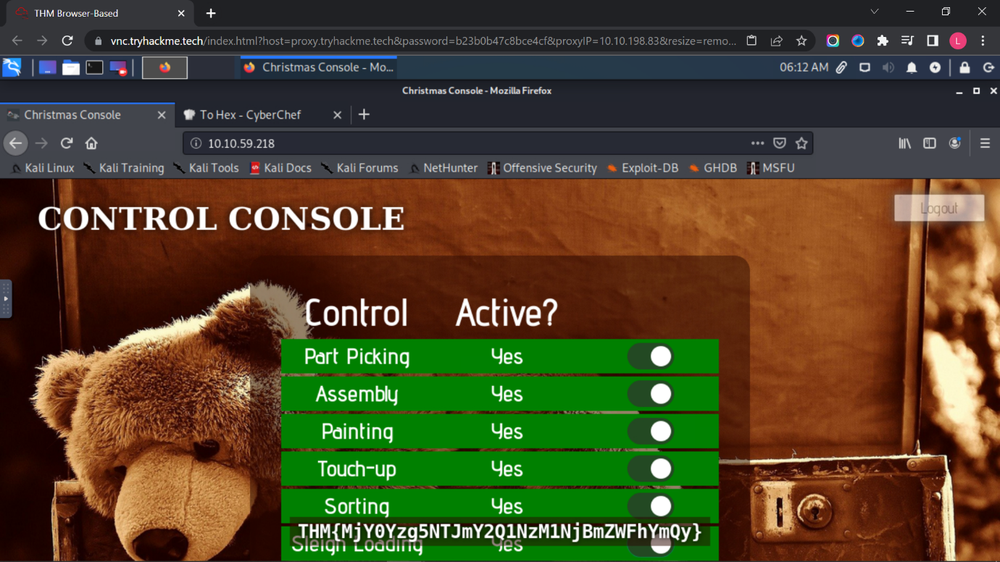 THM Browser-Based
vnc.tryhackme.tech/index.html?host=proxy.tryhackme.tech&password=b23b0b47c8bce4cf&proxyIP=10.10.198.83&resize=remo...
L
Christmas Console - Mo...
06:12 AM
Christmas Console - Mozilla Firefox
Christmas Console
To Hex - CyberChef
10.10.59.218
Kali Linux Kali Training Kali Tools Kali Docs Kali Forums NetHunter Offensive Security Exploit-DB GHDB MSFU
CONTROL CONSOLE
Logout
Control Active?
Part Picking Yes
Assembly Yes
Painting Yes
Touch-up Yes
Sorting Yes
THM{MjY0Yzg5NTJmY2Q1NzM1NjBmZWFhYmQy}
Sleigh Loading Yes